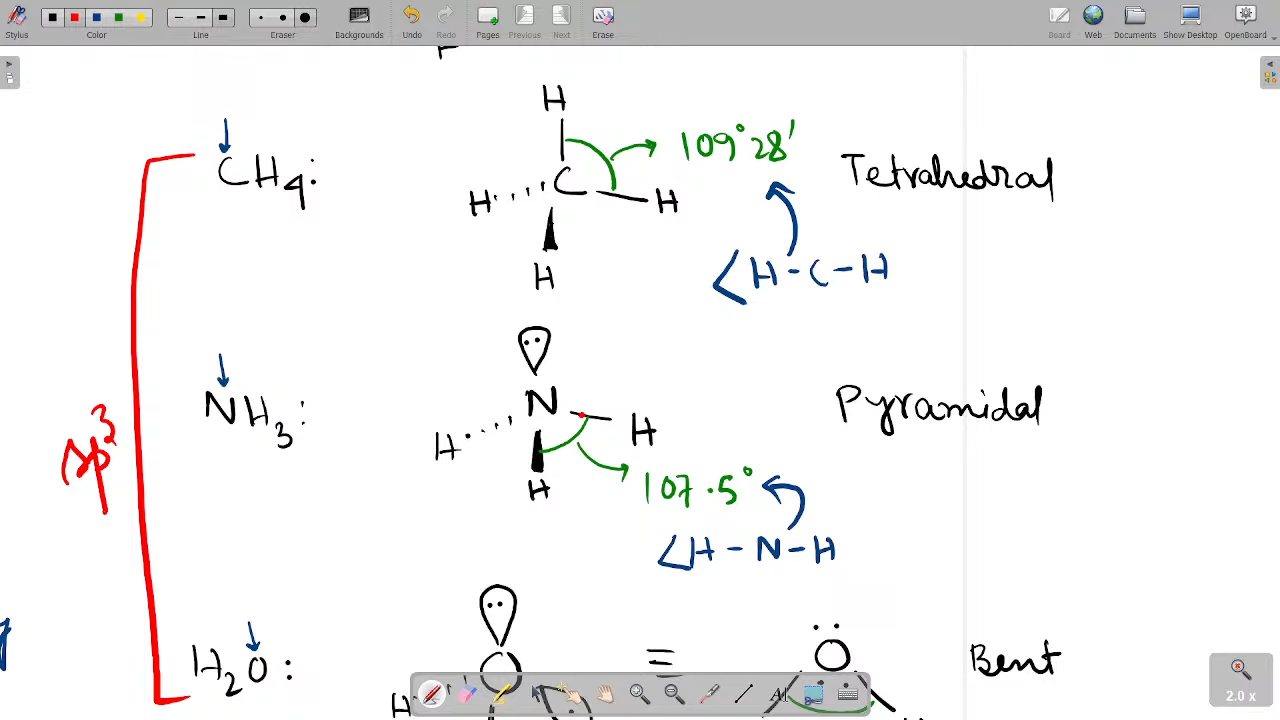 Stylus Color Line Eraser Backgrounds Undo Redo Pages Previous Next Erase Board Web Documents Show Desktop OpenBoard
H
CH4: H C H 109°28' Tetrahedral
H
<H-C-H
sp3
NH3: H N H Pyramidal
H
107.5°
<H-N-H
H2O: O = O Bent
H
2.0 x